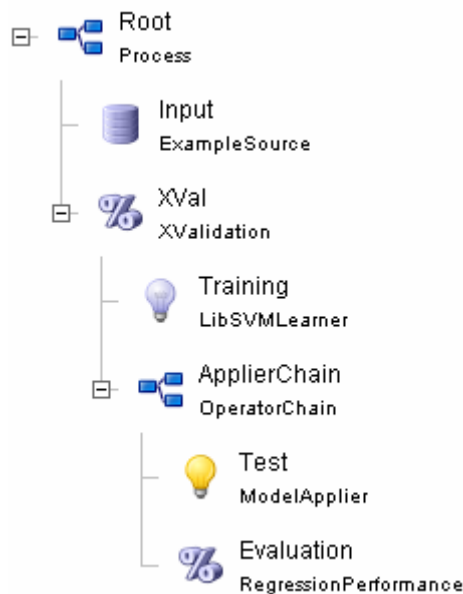 Root
Process
Input
ExampleSource
XVal
XValidation
Training
LibSVMLearner
ApplierChain
OperatorChain
Test
ModelApplier
Evaluation
RegressionPerformance